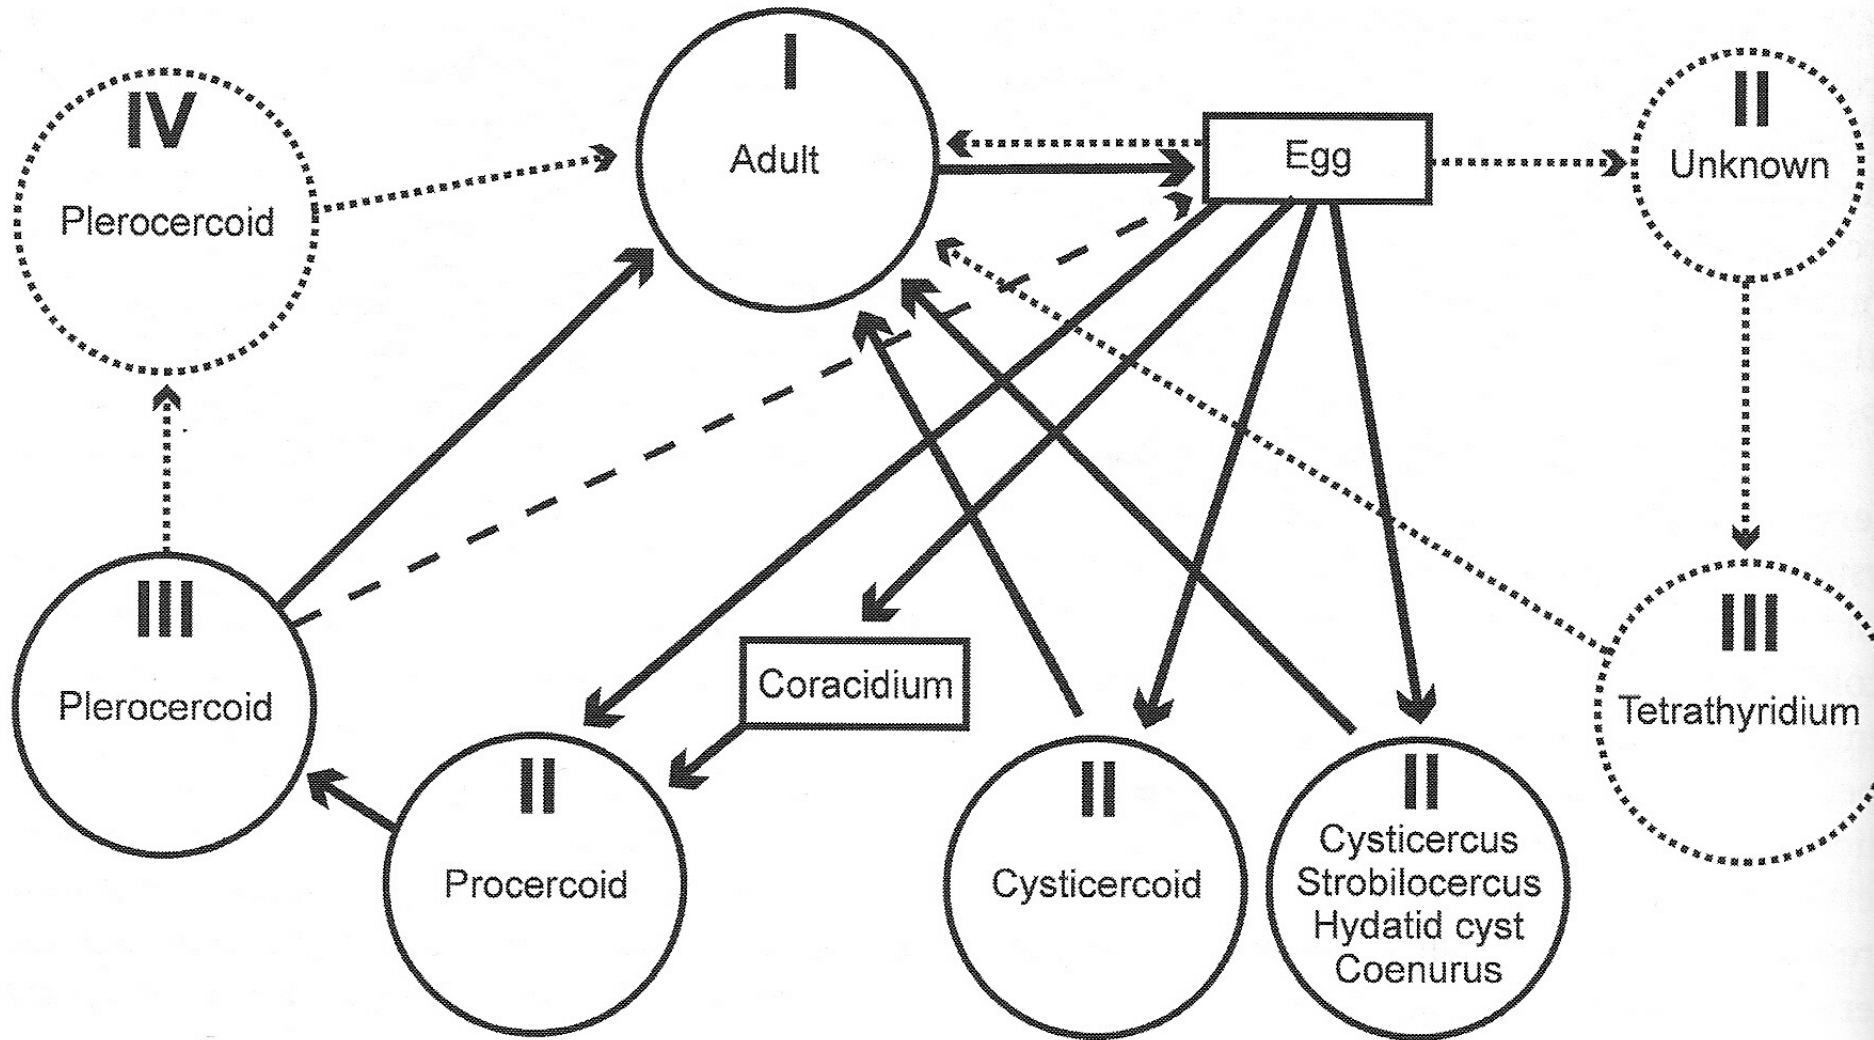 I
Adult
IV
Plerocercoid
Egg
II
Unknown
III
Plerocercoid
Coracidium
III
Tetrathyridium
II
Procercoid
II
Cysticercoid
II
Cysticercus
Strobilocercus
Hydatid cyst
Coenurus